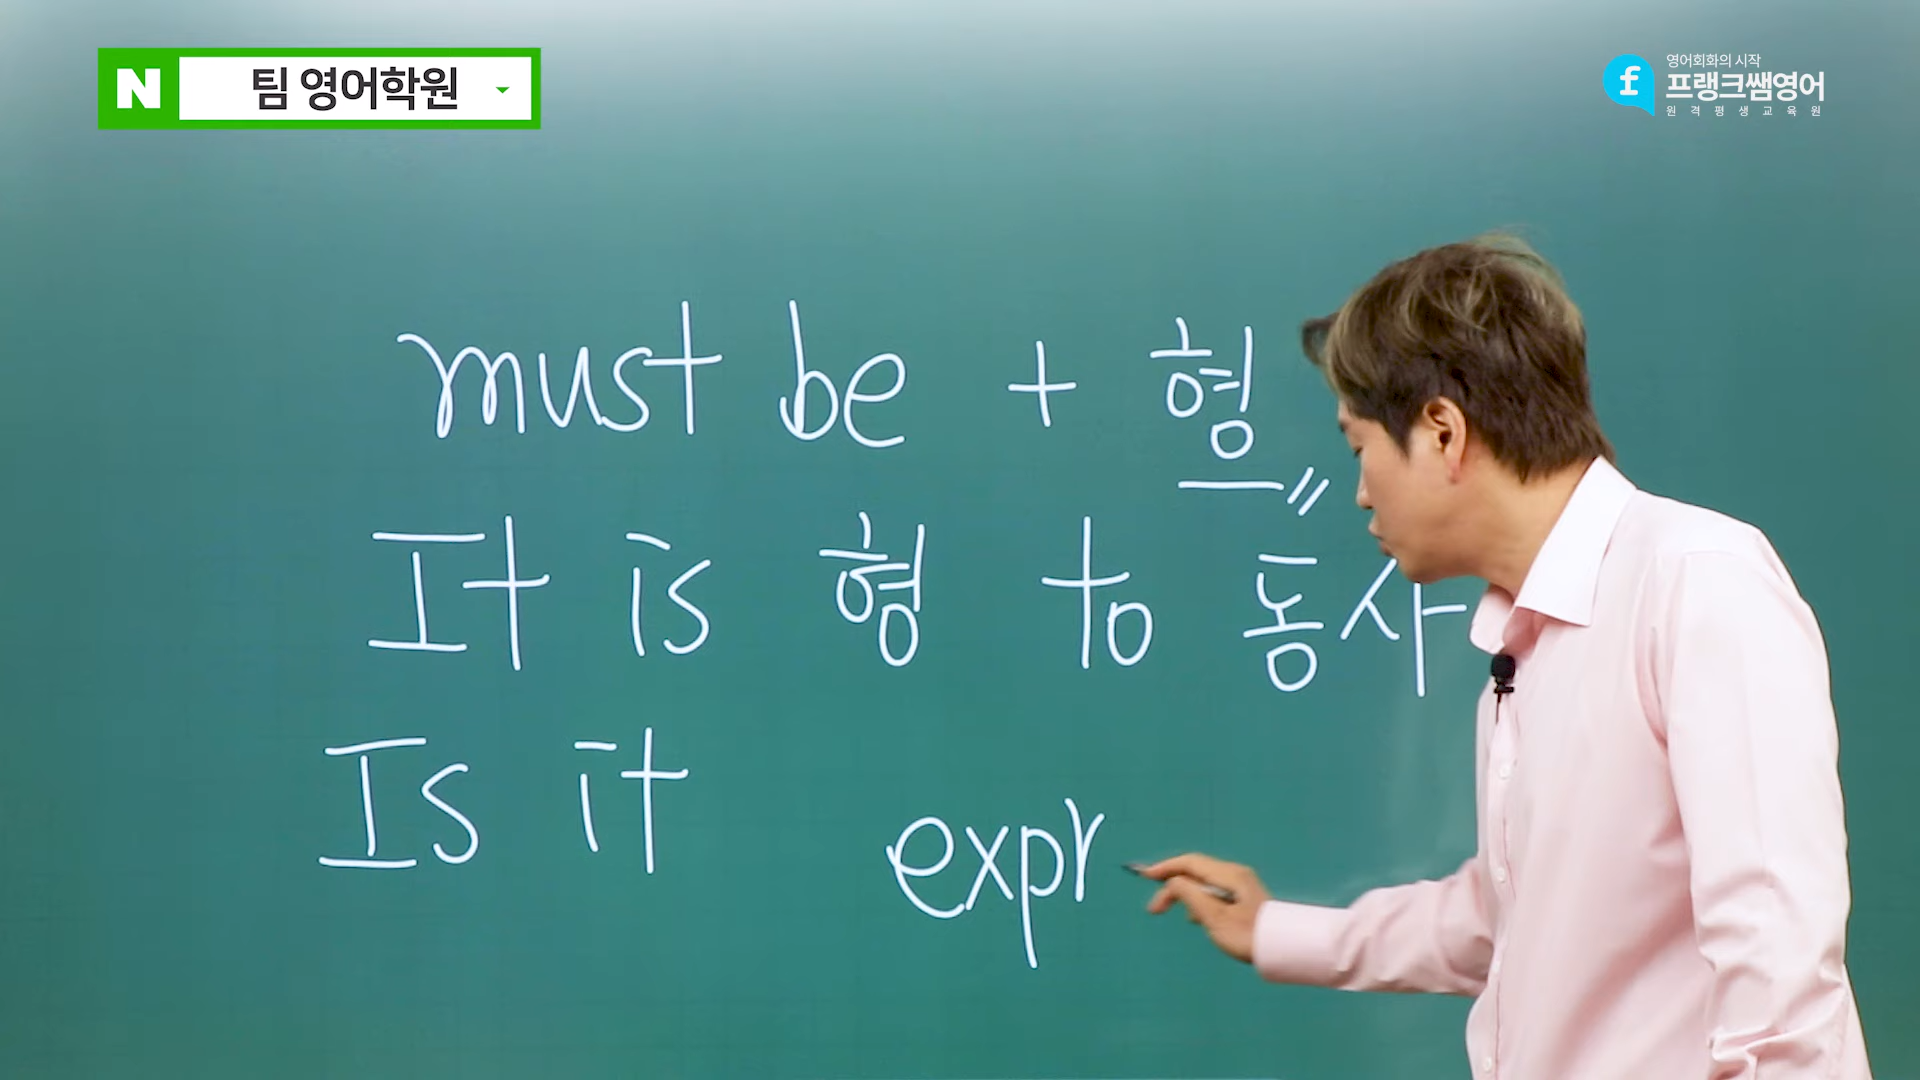 N 팀 영어학원
영어회화의 시작
f 프랭크쌤영어
원격평생교육원
must be + 형
It is 형 to 동사
Is it
expr